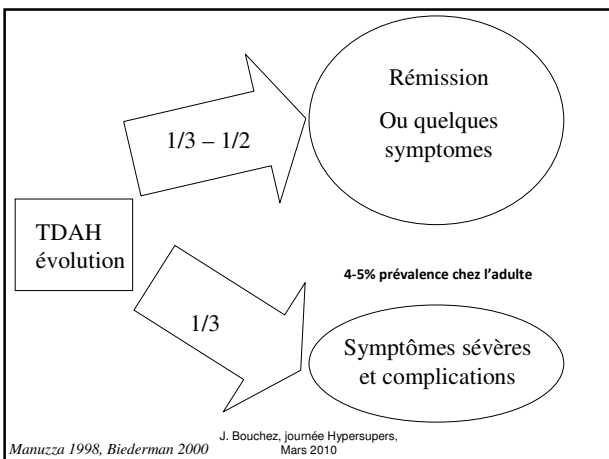 Rémission
Ou quelques
symptomes
1/3 – 1/2
TDAH
évolution
4-5% prévalence chez l’adulte
1/3
Symptômes sévères
et complications
Manuzza 1998, Biederman 2000
J. Bouchez, journée Hypersupers,
Mars 2010